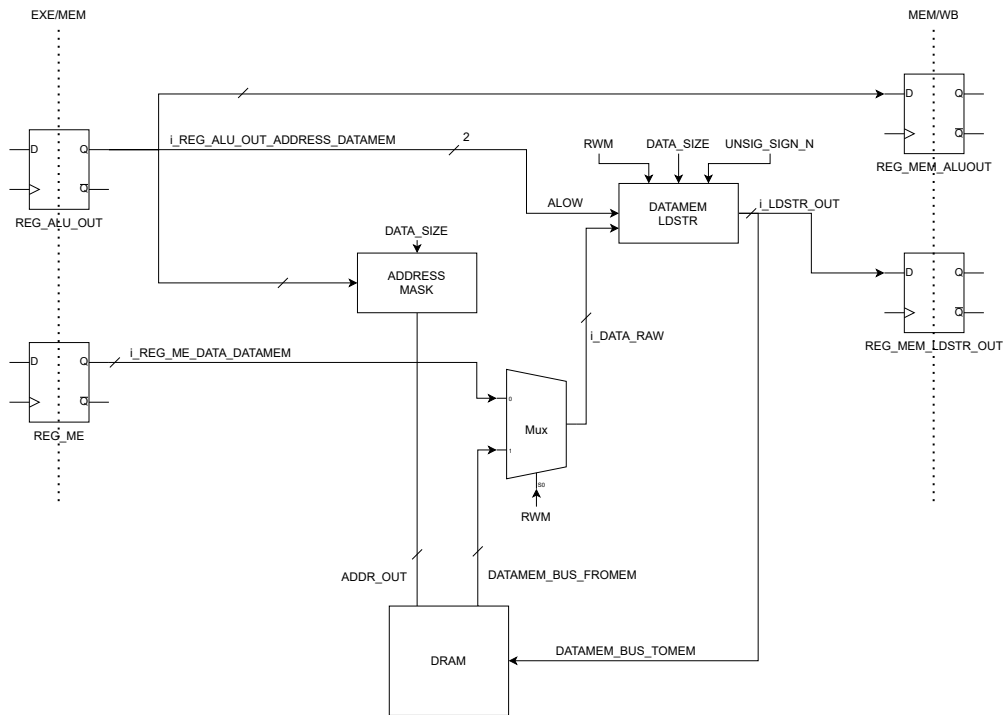 EXE/MEM
MEM/WB
D
Q
Q
REG_MEM_ALUOUT
i_REG_ALU_OUT_ADDRESS_DATAMEM
2
D
Q
Q
REG_ALU_OUT
RWM
DATA_SIZE
UNSIG_SIGN_N
ALOW
DATAMEM
LDSTR
i_LDSTR_OUT
DATA_SIZE
ADDRESS
MASK
D
Q
Q
REG_MEM_LDSTR_OUT
i_DATA_RAW
i_REG_ME_DATA_DATAMEM
D
Q
Q
REG_ME
0
Mux
1
S0
RWM
ADDR_OUT
DATAMEM_BUS_FROMEM
DATAMEM_BUS_TOMEM
DRAM